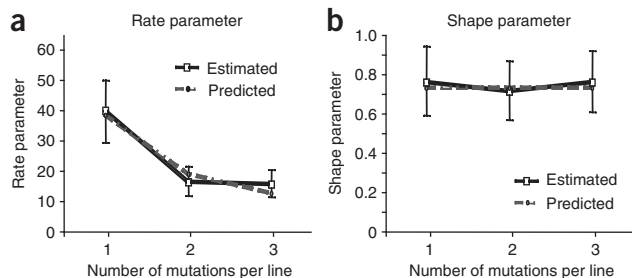 a
Rate parameter
60
50
40
30
20
10
0
Rate parameter
Estimated
Predicted
1 2 3
Number of mutations per line
b
Shape parameter
1.0
0.8
0.6
0.4
0.2
0
Shape parameter
Estimated
Predicted
1 2 3
Number of mutations per line